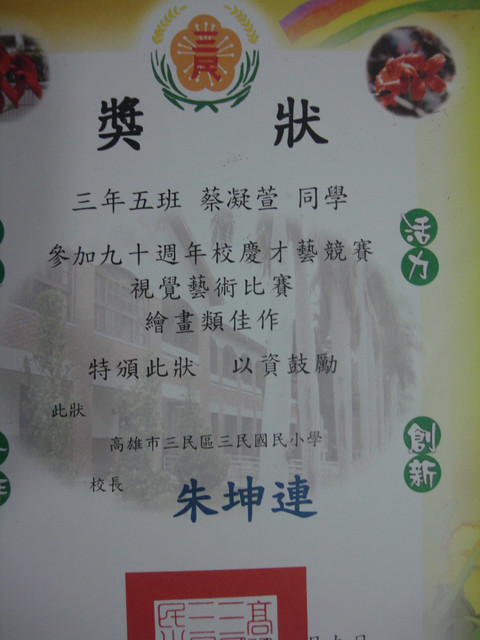 三民
獎狀
三年五班 蔡凝萱 同學
參加九十週年校慶才藝競賽
視覺藝術比賽
繪畫類佳作
特頒此狀 以資鼓勵
此狀
高雄市三民區三民國民小學
校長 朱坤連
活力
創新